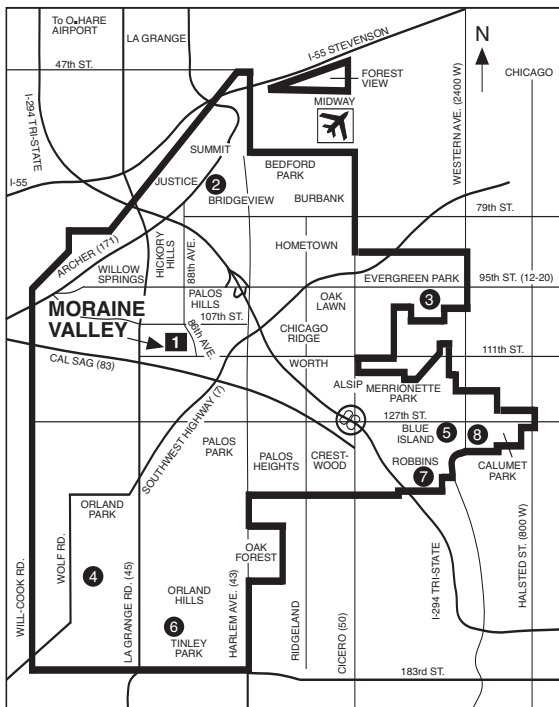 To O•HARE
AIRPORT
LA GRANGE
I-55 STEVENSON
N
47th ST.
FOREST
VIEW
CHICAGO
I-294 TRI-STATE
MIDWAY
WESTERN AVE. (2400 W)
SUMMIT
BEDFORD
PARK
I-55
JUSTICE
2
BRIDGEVIEW
BURBANK
79th ST.
ARCHER (171)
HICKORY
HILLS
88th AVE.
HOMETOWN
WILLOW
SPRINGS
EVERGREEN PARK
95th ST. (12-20)
PALOS
HILLS
OAK
LAWN
3
MORAINE
VALLEY
107th ST.
CHICAGO
RIDGE
1
86th AVE.
WORTH
111th ST.
CAL SAG (83)
ALSIP
MERRIONETTE
PARK
SOUTHWEST HIGHWAY (7)
127th ST.
5
BLUE
ISLAND
8
PALOS
PARK
PALOS
HEIGHTS
CREST-
WOOD
ROBBINS
7
CALUMET
PARK
ORLAND
PARK
OAK
FOREST
WILL-COOK RD.
WOLF RD.
4
LA GRANGE RD. (45)
ORLAND
HILLS
HARLEM AVE. (43)
RIDGELAND
CICERO (50)
I-294 TRI-STATE
HALSTED ST. (800 W)
6
TINLEY
PARK
183rd ST.